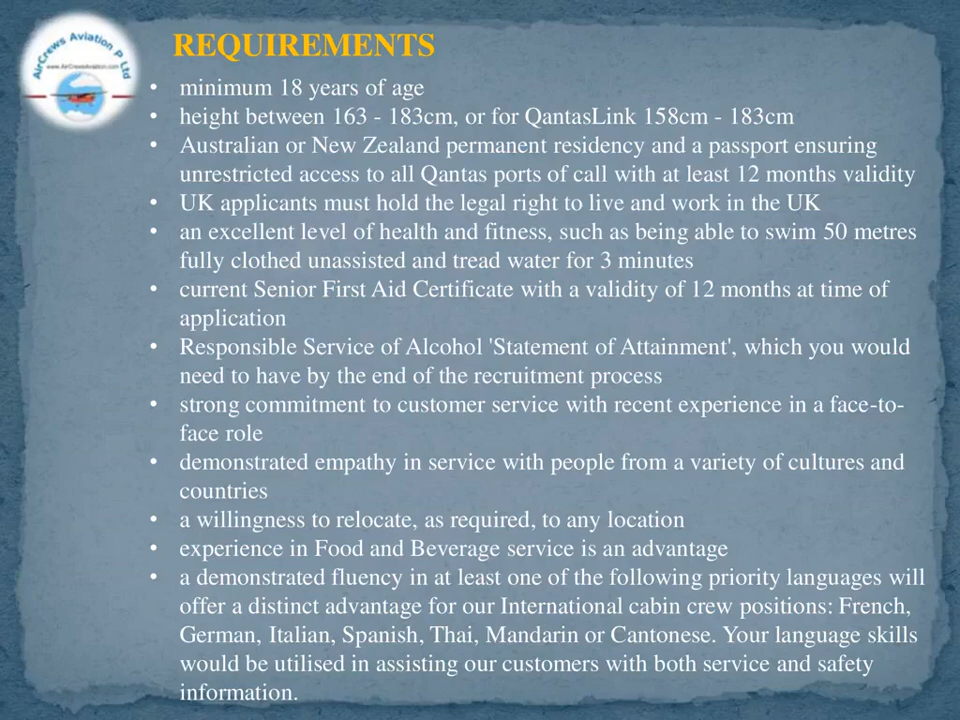 AirCrews Aviation P Ltd
www.AirCrewsAviation.com
REQUIREMENTS
• minimum 18 years of age
• height between 163 - 183cm, or for QantasLink 158cm - 183cm
• Australian or New Zealand permanent residency and a passport ensuring
unrestricted access to all Qantas ports of call with at least 12 months validity
• UK applicants must hold the legal right to live and work in the UK
• an excellent level of health and fitness, such as being able to swim 50 metres
fully clothed unassisted and tread water for 3 minutes
• current Senior First Aid Certificate with a validity of 12 months at time of
application
• Responsible Service of Alcohol 'Statement of Attainment', which you would
need to have by the end of the recruitment process
• strong commitment to customer service with recent experience in a face-to-
face role
• demonstrated empathy in service with people from a variety of cultures and
countries
• a willingness to relocate, as required, to any location
• experience in Food and Beverage service is an advantage
• a demonstrated fluency in at least one of the following priority languages will
offer a distinct advantage for our International cabin crew positions: French,
German, Italian, Spanish, Thai, Mandarin or Cantonese. Your language skills
would be utilised in assisting our customers with both service and safety
information.